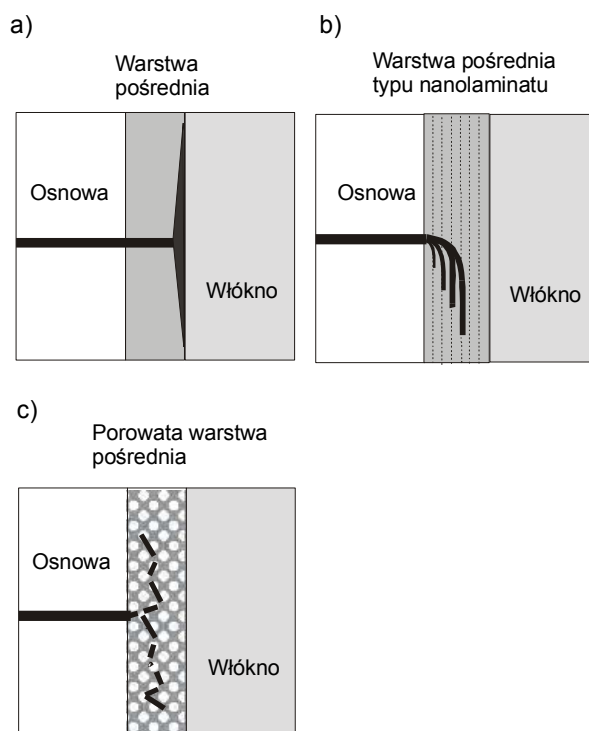 a)
Warstwa
pośrednia
Osnowa
Włókno
b)
Warstwa pośrednia
typu nanolaminatu
Osnowa
Włókno
c)
Porowata warstwa
pośrednia
Osnowa
Włókno